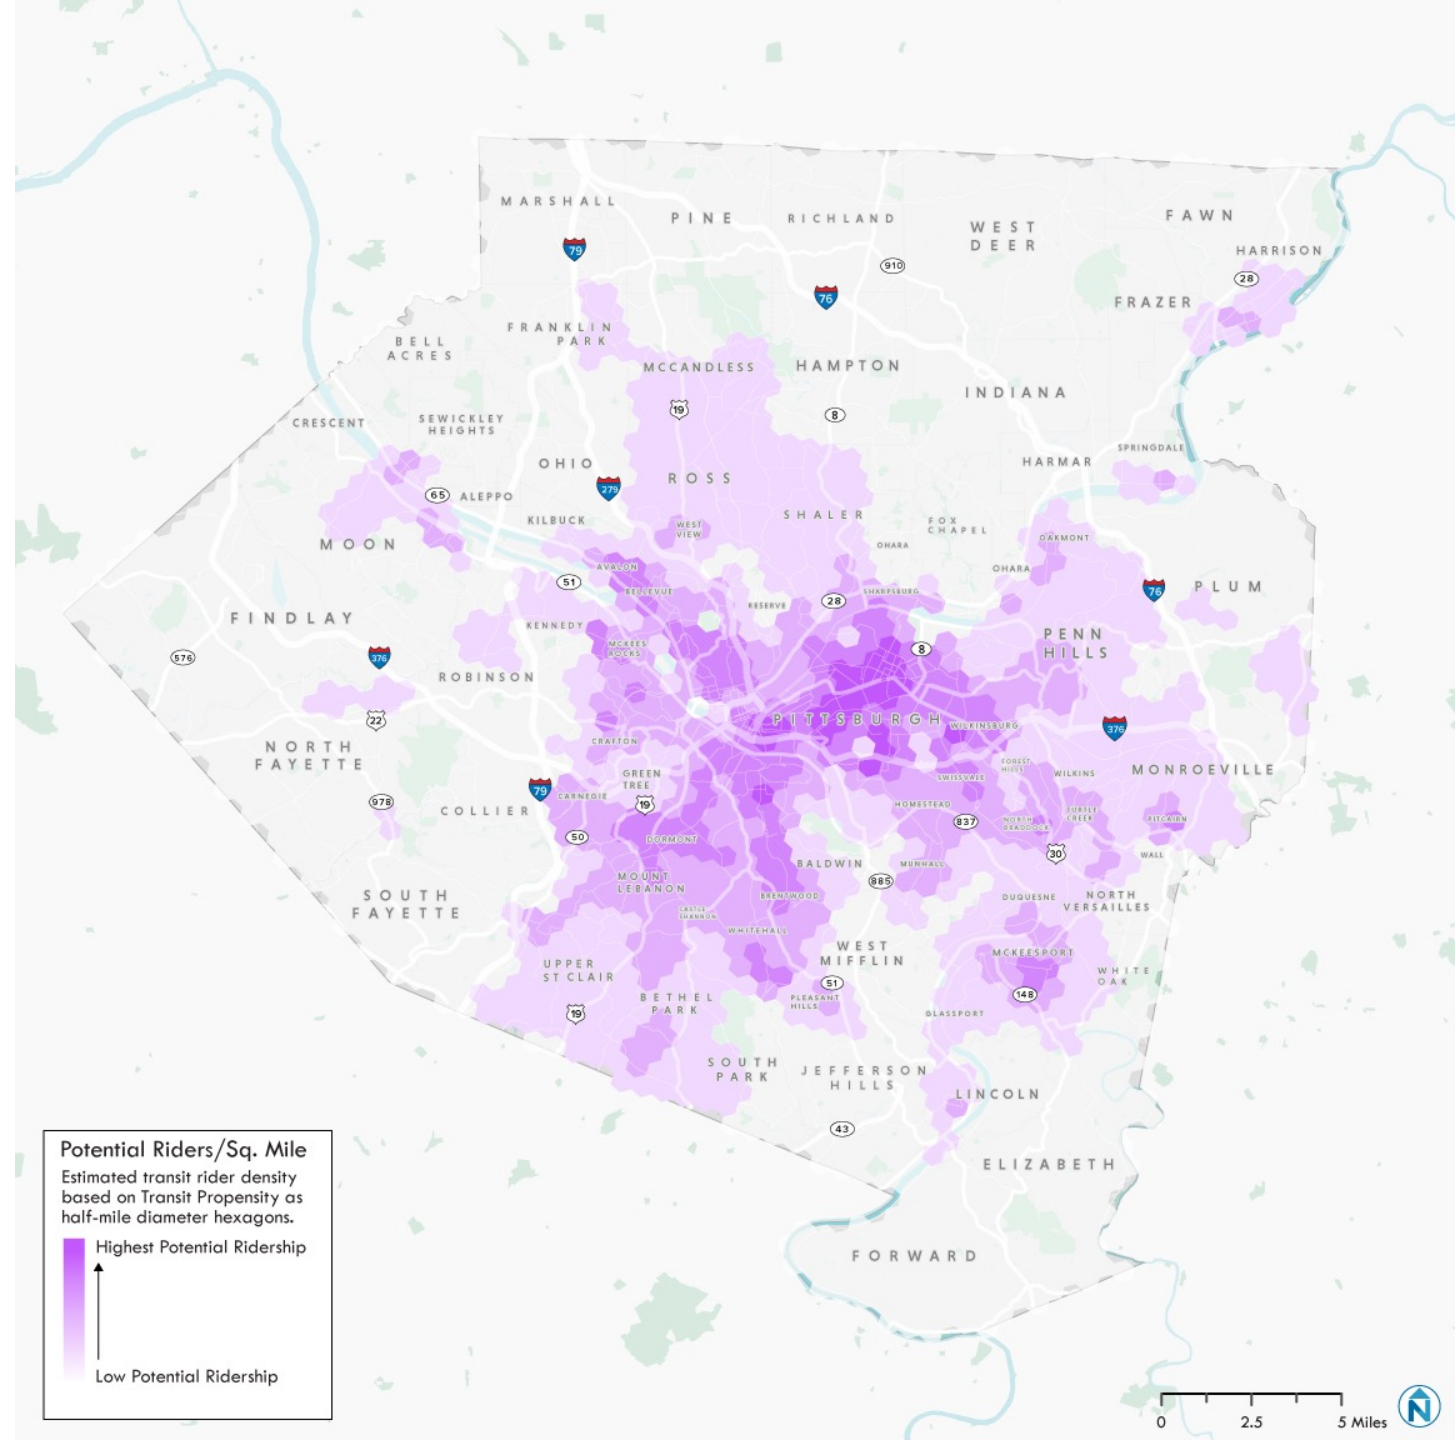 MARSHALL
PINE
RICHLAND
WEST
DEER
FAWN
HARRISON
79
910
28
76
FRAZER
FRANKLIN
PARK
BELL
ACRES
MCCANDLESS
HAMPTON
INDIANA
19
8
CRESCENT
SEWICKLEY
HEIGHTS
OHIO
ROSS
HARMAR
SPRINGDALE
279
65
ALEPPO
KILBUCK
WEST
VIEW
SHALER
FOX
CHAPEL
OHARA
OAKMONT
MOON
AVALON
51
BELLEVUE
OHARA
RESERVE
28
SHARPSBURG
76
PLUM
FINDLAY
KENNEDY
MCKEES
ROCKS
8
PENN
HILLS
576
376
ROBINSON
22
PITTSBURGH
WILKINSBURG
376
NORTH
FAYETTE
CRAFTON
GREEN
TREE
FOREST
HILLS
WILKINS
MONROEVILLE
SWISSVALE
79
CARNEGIE
19
978
COLLIER
HOMESTEAD
837
NORTH
BRADDOCK
TURTLE
CREEK
PITCAIRN
50
DORMONT
30
WALL
BALDWIN
MUNHALL
885
MOUNT
LEBANON
BRENTWOOD
DUQUESNE
NORTH
VERSAILLES
SOUTH
FAYETTE
CASTLE
SHANNON
WHITEHALL
WEST
MIFFLIN
MCKEESPORT
UPPER
ST CLAIR
WHITE
OAK
51
148
BETHEL
PARK
PLEASANT
HILLS
19
GLASSPORT
SOUTH
PARK
JEFFERSON
HILLS
LINCOLN
43
ELIZABETH
FORWARD
Potential Riders/Sq. Mile
Estimated transit rider density
based on Transit Propensity as
half-mile diameter hexagons.
Highest Potential Ridership
Low Potential Ridership
0 2.5 5 Miles
N